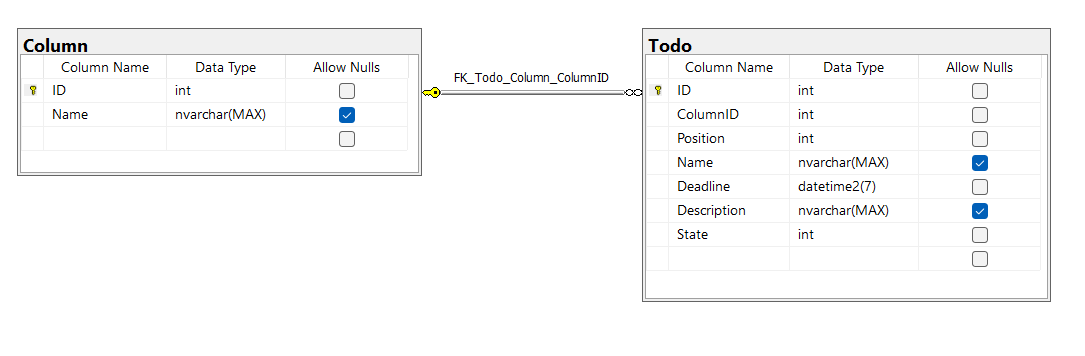 Column
Column Name Data Type Allow Nulls
ID int
Name nvarchar(MAX)
FK_Todo_Column_ColumnID
Todo
Column Name Data Type Allow Nulls
ID int
ColumnID int
Position int
Name nvarchar(MAX)
Deadline datetime2(7)
Description nvarchar(MAX)
State int